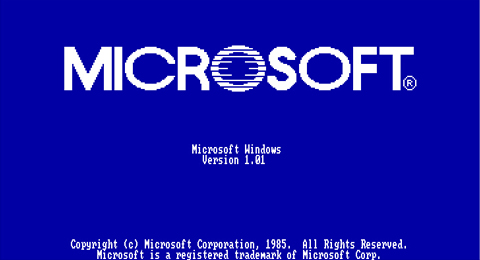 MICROSOFT®
Microsoft Windows
Version 1.01
Copyright (c) Microsoft Corporation, 1985.  All Rights Reserved.
Microsoft is a registered trademark of Microsoft Corp.